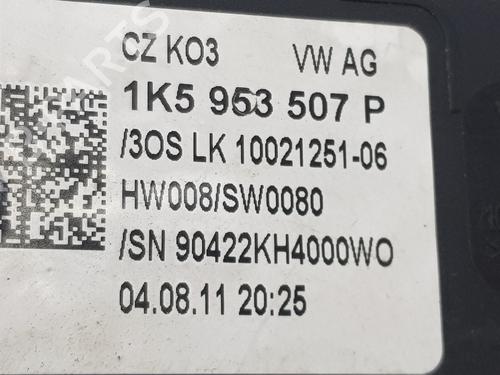 CZ KO3 VW AG
1K5 953 507 P
/3OS LK 10021251-06
HW008/SW0080
/SN 90422KH4000WO
04.08.11 20:25